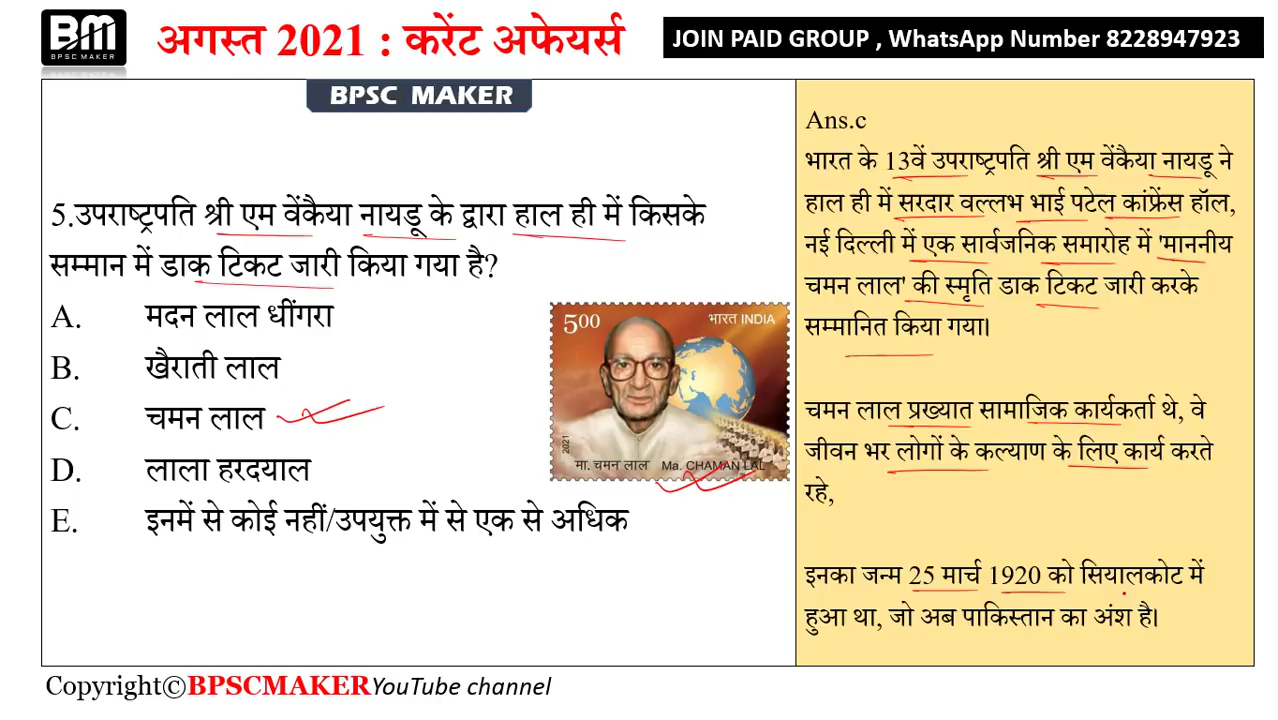 BM
BPSC MAKER
अगस्त 2021 : करेंट अफेयर्स
JOIN PAID GROUP , WhatsApp Number 8228947923
BPSC MAKER
5.उपराष्ट्रपति श्री एम वेंकैया नायडू के द्वारा हाल ही में किसके
सम्मान में डाक टिकट जारी किया गया है?
A. मदन लाल धींगरा
B. खैराती लाल
C. चमन लाल
D. लाला हरदयाल
E. इनमें से कोई नहीं/उपयुक्त में से एक से अधिक
500 भारत INDIA
2021
मा. चमन लाल Ma. CHAMAN LAL
Ans.c
भारत के 13वें उपराष्ट्रपति श्री एम वेंकैया नायडू ने
हाल ही में सरदार वल्लभ भाई पटेल कांफ्रेंस हॉल,
नई दिल्ली में एक सार्वजनिक समारोह में 'माननीय
चमन लाल' की स्मृति डाक टिकट जारी करके
सम्मानित किया गया।
चमन लाल प्रख्यात सामाजिक कार्यकर्ता थे, वे
जीवन भर लोगों के कल्याण के लिए कार्य करते
रहे,
इनका जन्म 25 मार्च 1920 को सियालकोट में
हुआ था, जो अब पाकिस्तान का अंश है।
Copyright©BPSCMAKERYouTube channel